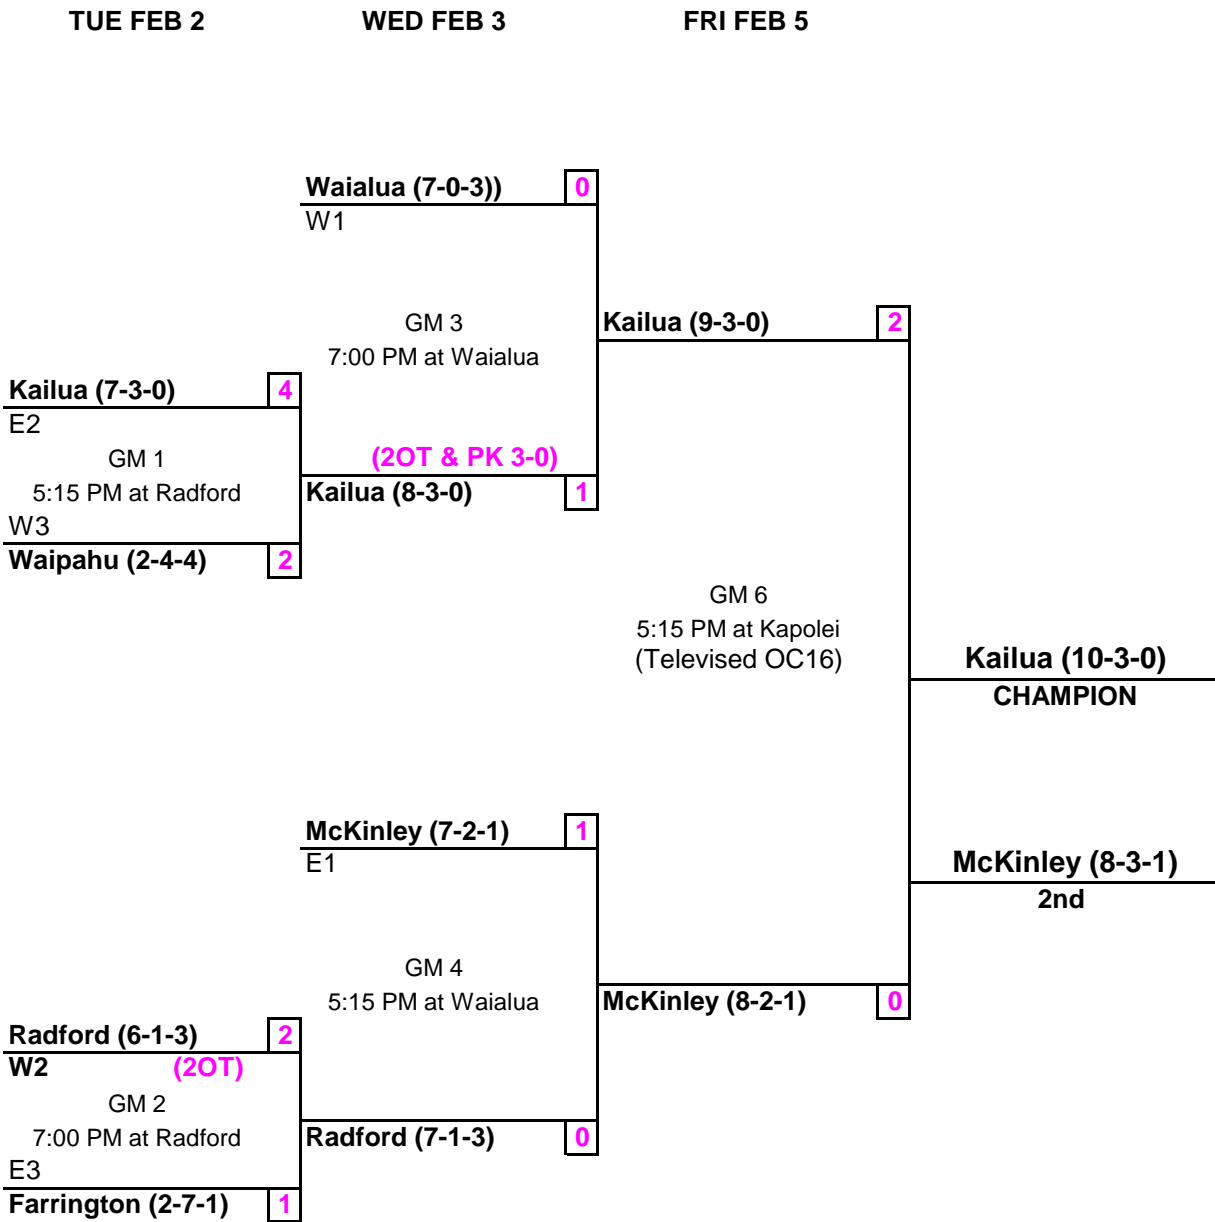 TUE FEB 2 WED FEB 3 FRI FEB 5
Waialua (7-0-3)) 0
W1
GM 3
7:00 PM at Waialua
Kailua (9-3-0) 2
Kailua (7-3-0) 4
E2
GM 1
5:15 PM at Radford
W3
Waipahu (2-4-4) 2
(2OT & PK 3-0)
Kailua (8-3-0) 1
GM 6
5:15 PM at Kapolei
(Televised OC16)
Kailua (10-3-0)
CHAMPION
McKinley (7-2-1) 1
E1
McKinley (8-3-1)
2nd
GM 4
5:15 PM at Waialua
McKinley (8-2-1) 0
Radford (6-1-3) 2
W2 (2OT)
GM 2
7:00 PM at Radford
E3
Farrington (2-7-1) 1
Radford (7-1-3) 0